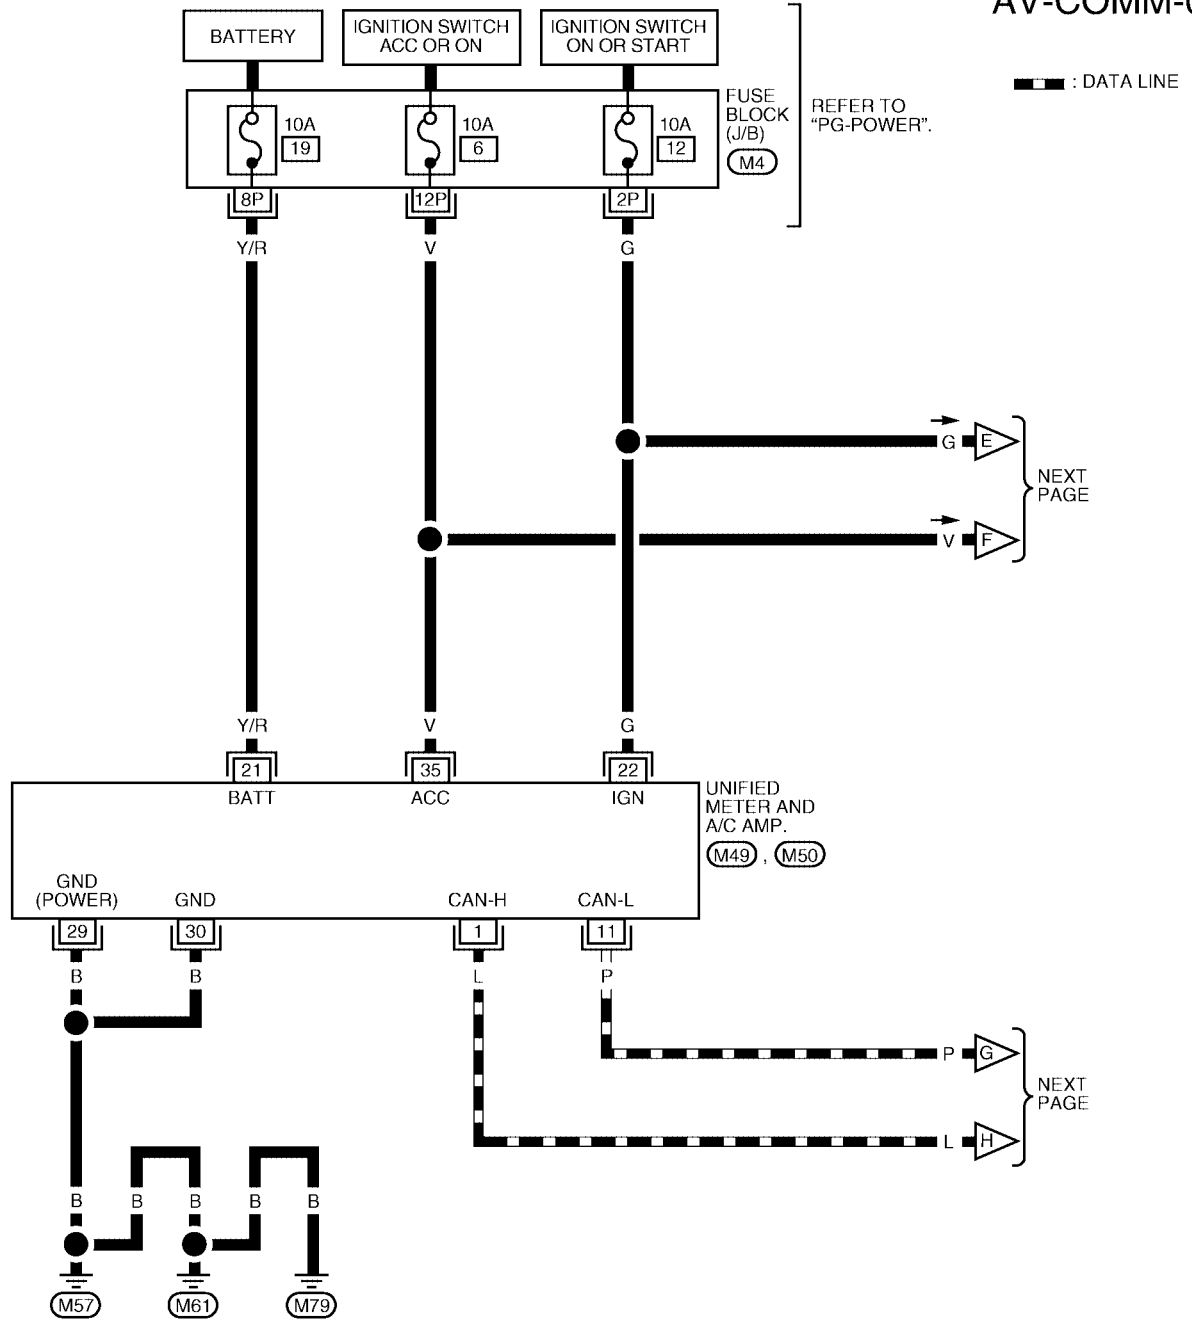 AV-COMM-
: DATA LINE
BATTERY
IGNITION SWITCH
ACC OR ON
IGNITION SWITCH
ON OR START
10A
19
10A
6
10A
12
FUSE
BLOCK
(J/B)
M4
REFER TO
“PG-POWER”.
8P
12P
2P
Y/R
V
G
G
E
V
F
NEXT
PAGE
Y/R
V
G
21
35
22
BATT
ACC
IGN
UNIFIED
METER AND
A/C AMP.
M49 , M50
GND
(POWER)
GND
CAN-H
CAN-L
29
30
1
11
B
B
L
P
P
G
L
H
NEXT
PAGE
B
B
B
B
B
M57
M61
M79